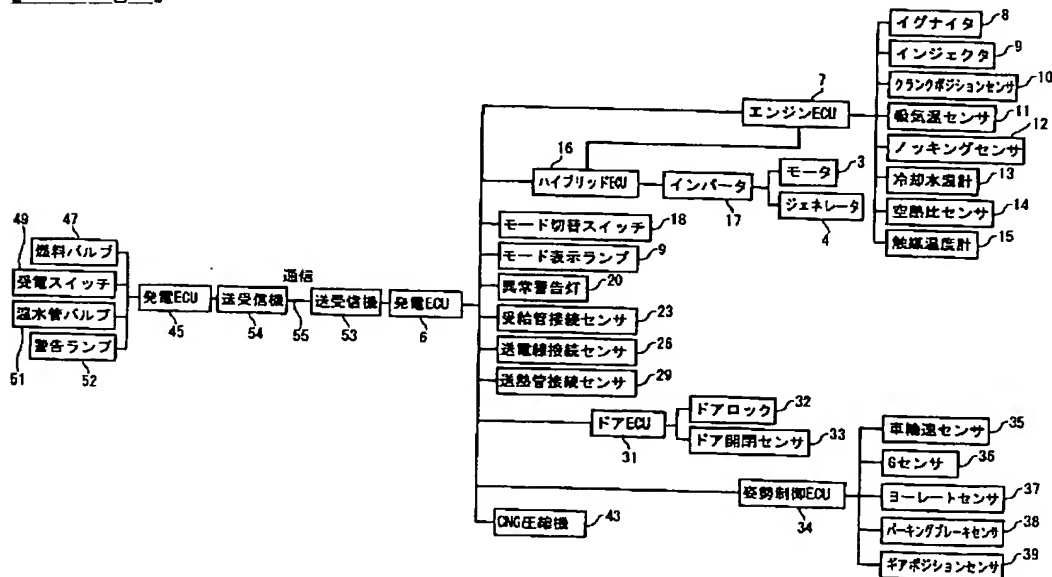 7
エンジンECU
イグナイタ 8
インジェクタ 9
クランクポジションセンサ 10
吸気温センサ 11
ノッキングセンサ 12
冷却水温計 13
空燃比センサ 14
触媒温度計 15
16
ハイブリッドECU
インバータ
17
モータ 3
ジェネレータ
4
モード切替スイッチ 18
モード表示ランプ 9
異常警告灯 20
受給管接続センサ 23
送電線接続センサ 26
送熱管接続センサ 29
47
燃料バルブ
49
受電スイッチ
温水管バルブ
51
警告ランプ
52
発電ECU
45
送受信機
54
通信
55
送受信機
53
発電ECU
6
ドアECU
31
ドアロック 32
ドア開閉センサ 33
姿勢制御ECU
34
車輪速センサ 35
Gセンサ 36
ヨーレートセンサ 37
パーキングブレーキセンサ 38
ギアポジションセンサ 39
CNG圧縮機 43